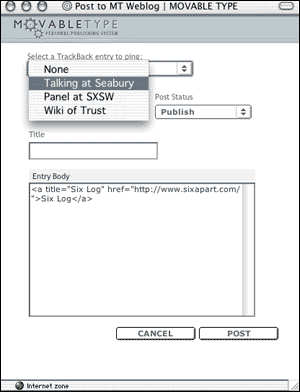 Post to MT Weblog | MOVABLE TYPE
MOVABLETYPE
PERSONAL PUBLISHING SYSTEM
Select a TrackBack entry to ping:
None
Talking at Seabury
Panel at SXSW
Wiki of Trust
Post Status
Publish
Title
Entry Body
<a title="Six Log" href="http://www.sixapart.com/
">Six Log</a>
CANCEL
POST
Internet zone